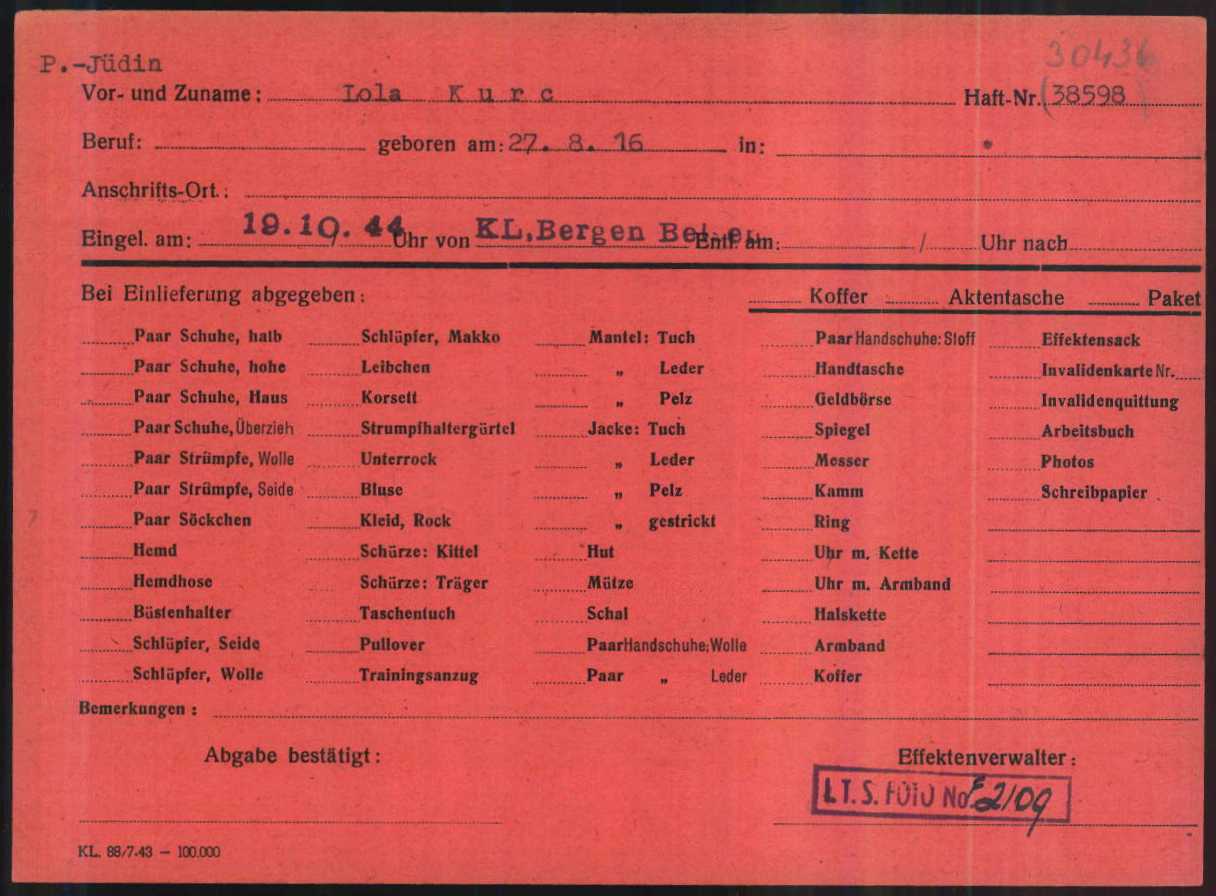 30436
P.-Jüdin
Vor- und Zuname: Lola Kurc Haft-Nr. (38598)
Beruf: geboren am: 27. 8. 16 in:
Anschrifts-Ort.:
Eingel. am: 19.10.44 Uhr von KL, Bergen Entl. am: / Uhr nach
Bei Einlieferung abgegeben: Koffer Aktentasche Paket
Paar Schuhe, halb Schlüpfer, Makko Mantel: Tuch Paar Handschuhe: Stoff Effektensack
Paar Schuhe, hohe Leibchen „ Leder Handtasche Invalidenkarte Nr.
Paar Schuhe, Haus Korsett „ Pelz Geldbörse Invalidenquittung
Paar Schuhe, Überzieh Strumpfhaltergürtel Jacke: Tuch Spiegel Arbeitsbuch
Paar Strümpfe, Wolle Unterrock „ Leder Messer Photos
Paar Strümpfe, Seide Bluse „ Pelz Kamm Schreibpapier
Paar Söckchen Kleid, Rock „ gestrickt Ring
Hemd Schürze: Kittel Hut Uhr m. Kette
Hemdhose Schürze: Träger Mütze Uhr m. Armband
Büstenhalter Taschentuch Schal Halskette
Schlüpfer, Seide Pullover Paar Handschuhe: Wolle Armband
Schlüpfer, Wolle Trainingsanzug Paar „ Leder Koffer
Bemerkungen:
Abgabe bestätigt: Effektenverwalter:
I.T.S. FOTO No 2109
KL. 88/7.43 — 100.000